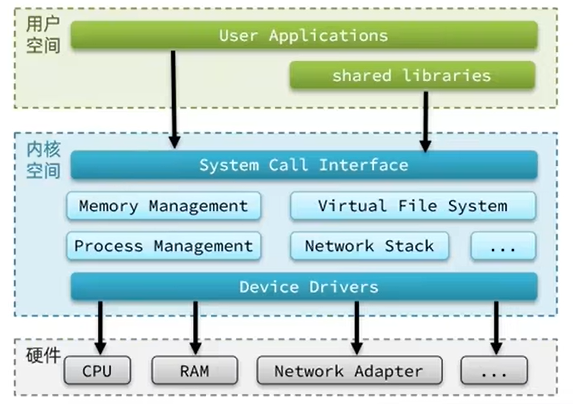 用户
空间
User Applications
shared libraries
内核
空间
System Call Interface
Memory Management
Virtual File System
Process Management
Network Stack
...
Device Drivers
硬件
CPU
RAM
Network Adapter
...